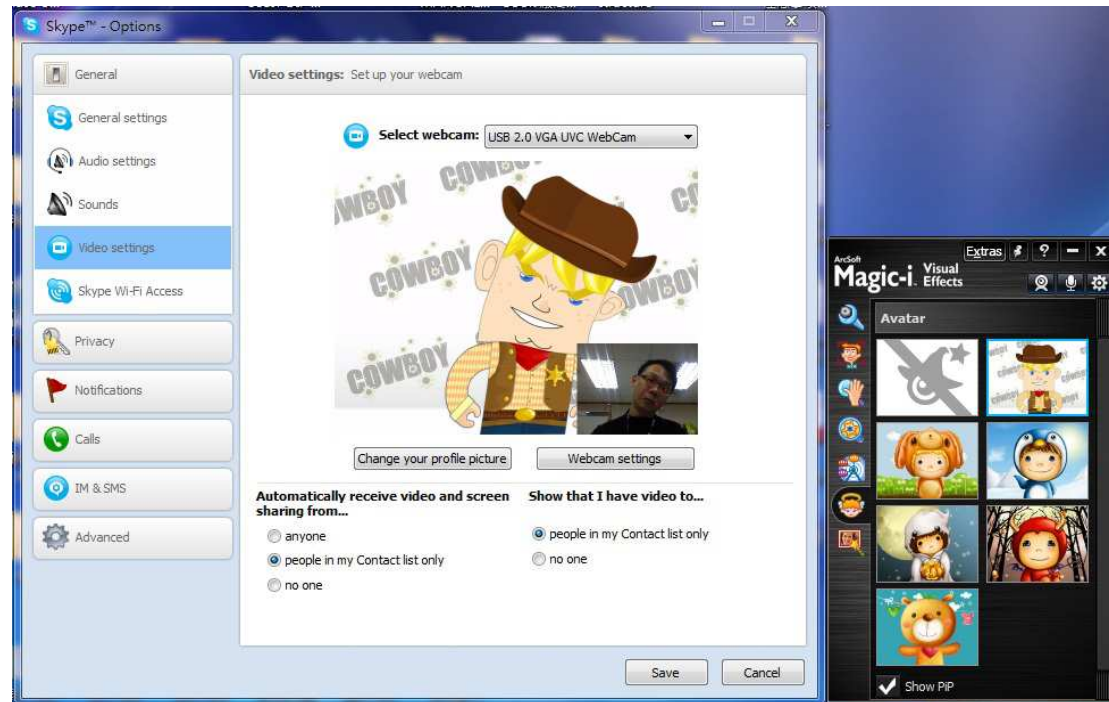 Skype™ - Options
General
General settings
Audio settings
Sounds
Video settings
Skype Wi-Fi Access
Privacy
Notifications
Calls
IM & SMS
Advanced
Video settings: Set up your webcam
Select webcam: USB 2.0 VGA UVC WebCam
COWBOY
COWBOY
COWBOY
Change your profile picture
Webcam settings
Automatically receive video and screen
sharing from...
anyone
people in my Contact list only
no one
Show that I have video to...
people in my Contact list only
no one
Save
Cancel
Extras ? 
ArcSoft
Magic-i Visual
Effects
Avatar
Show PiP